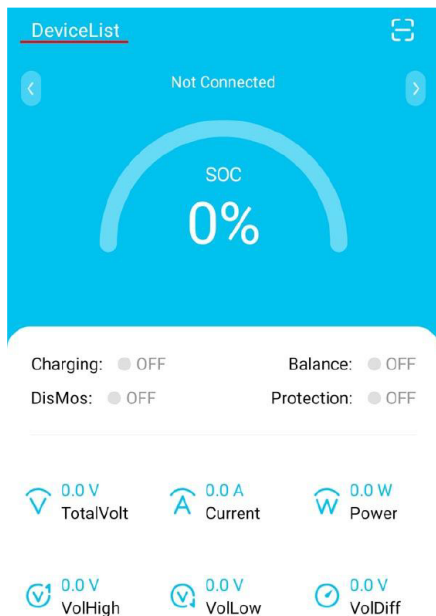 DeviceList
Not Connected
SOC
0%
Charging: OFF Balance: OFF
DisMos: OFF Protection: OFF
0.0 V 0.0 A 0.0 W
TotalVolt Current Power
0.0 V 0.0 V 0.0 V
VolHigh VolLow VolDiff